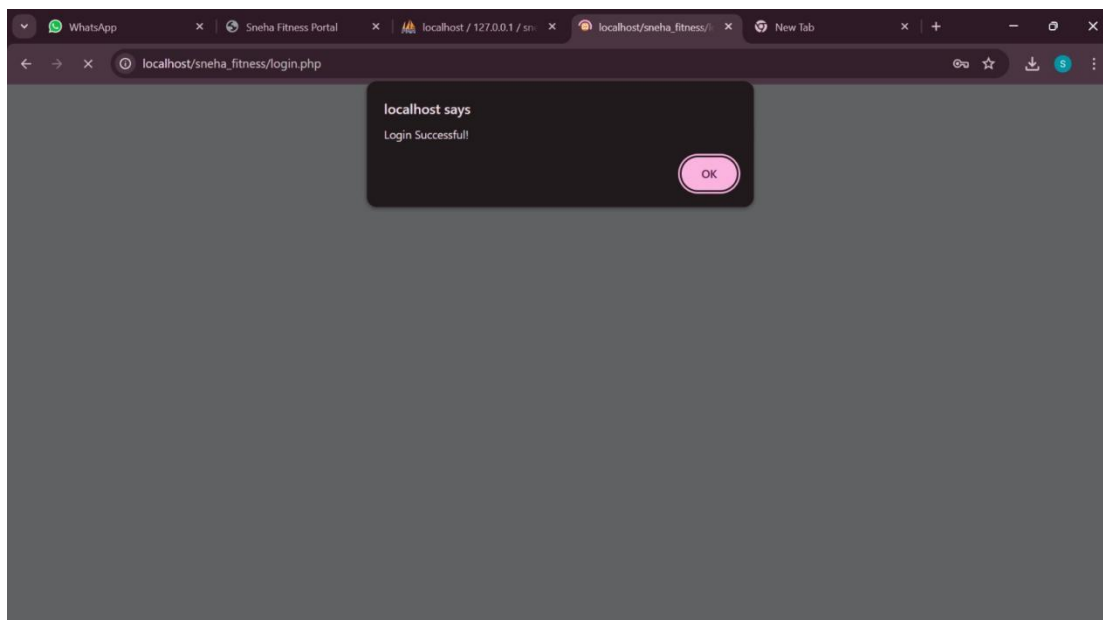 WhatsApp
Sneha Fitness Portal
localhost / 127.0.0.1 / sn
localhost/sneha_fitness/
New Tab
localhost/sneha_fitness/login.php
S
localhost says
Login Successful!
OK